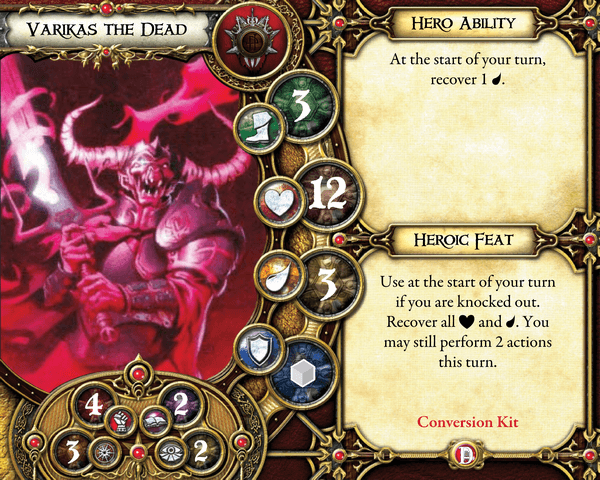 Varikas the Dead
3
12
3
4
2
3
2
Hero Ability
At the start of your turn,
recover 1 .
Heroic Feat
Use at the start of your turn
if you are knocked out.
Recover all and . You
may still perform 2 actions
this turn.
Conversion Kit
D